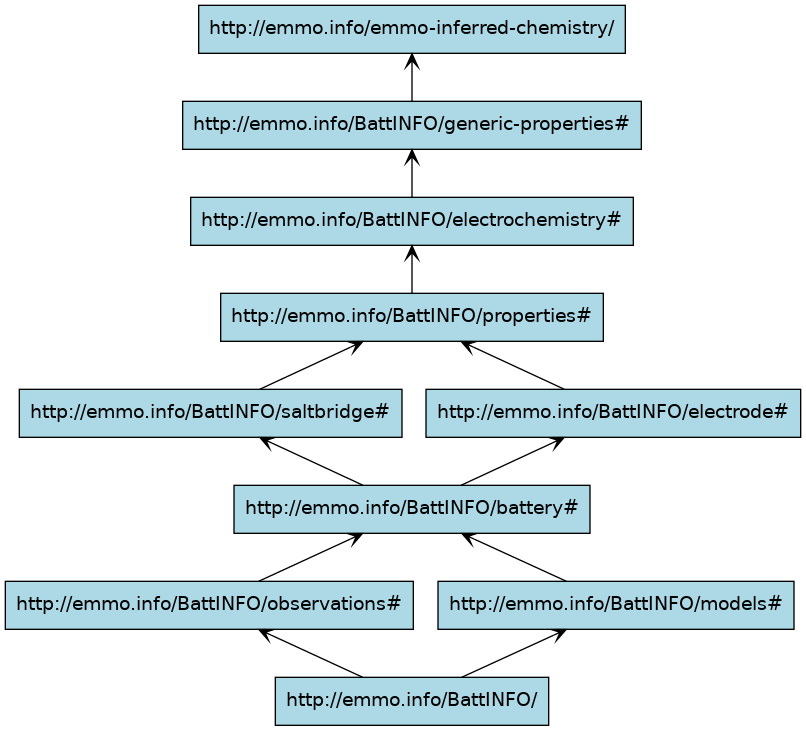 http://emmo.info/emmo-inferred-chemistry/
http://emmo.info/BattINFO/generic-properties#
http://emmo.info/BattINFO/electrochemistry#
http://emmo.info/BattINFO/properties#
http://emmo.info/BattINFO/saltbridge#
http://emmo.info/BattINFO/electrode#
http://emmo.info/BattINFO/battery#
http://emmo.info/BattINFO/observations#
http://emmo.info/BattINFO/models#
http://emmo.info/BattINFO/